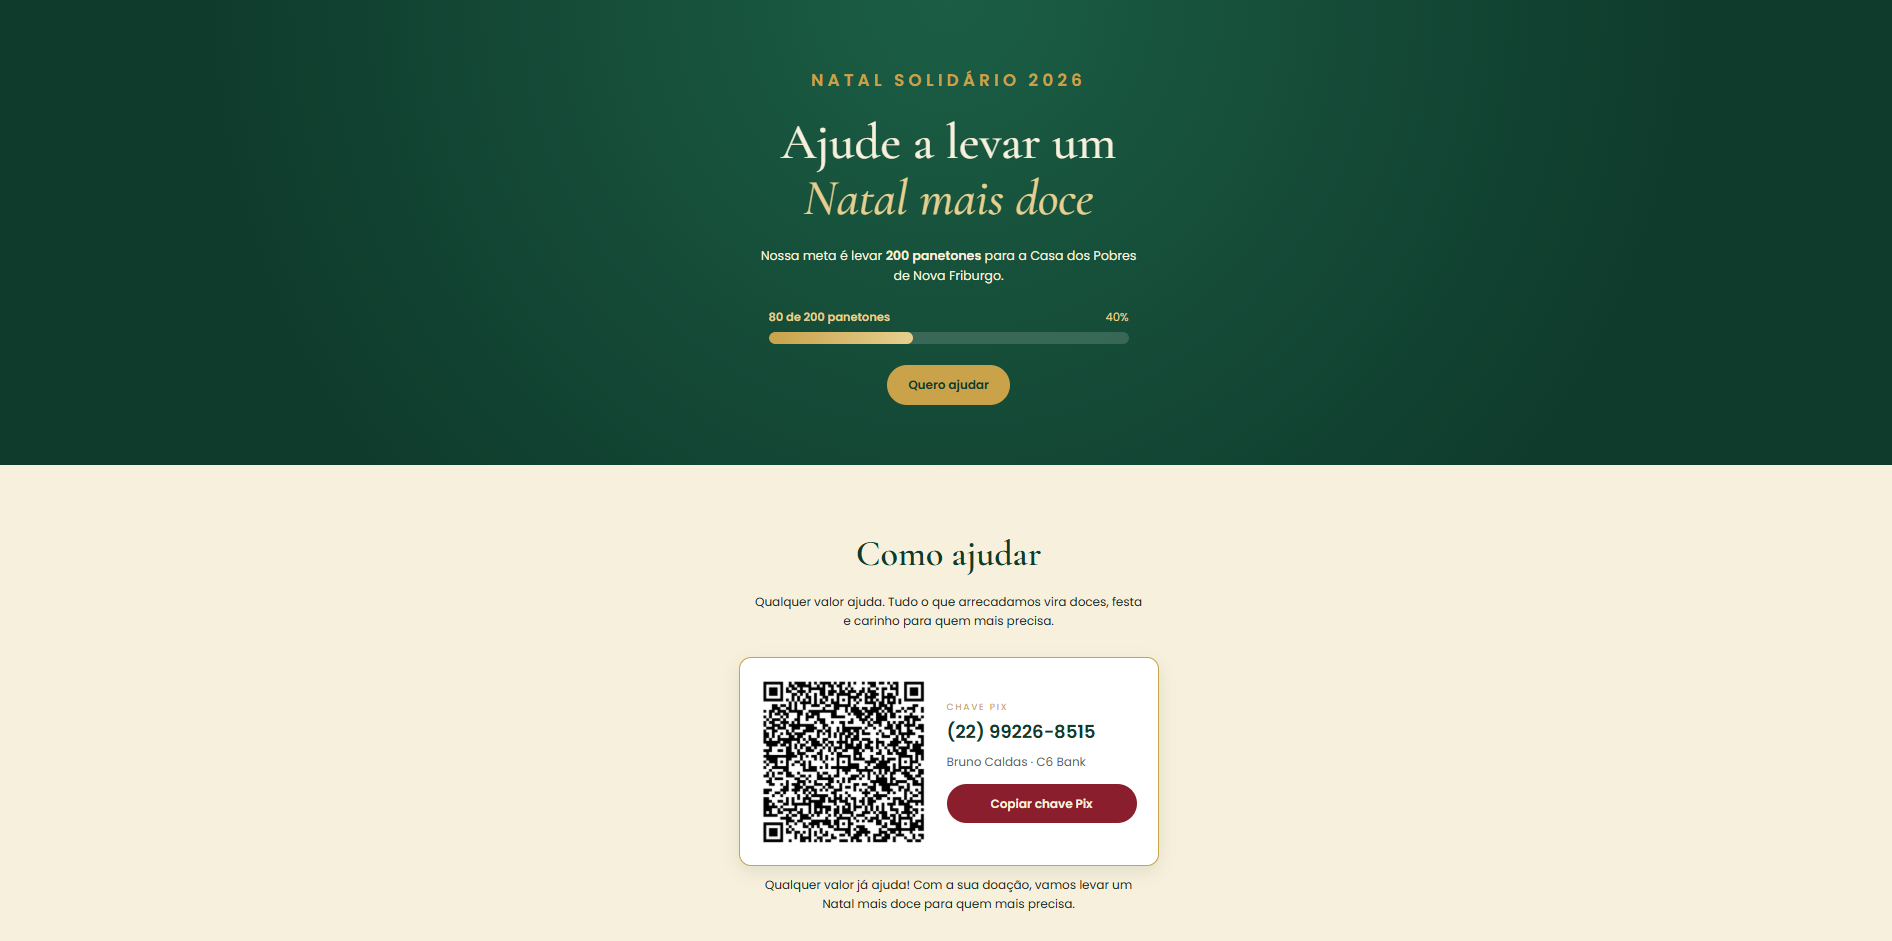 NATAL SOLIDÁRIO 2026
Ajude a levar um
Natal mais doce
Nossa meta é levar 200 panetones para a Casa dos Pobres
de Nova Friburgo.
80 de 200 panetones 40%
Quero ajudar
Como ajudar
Qualquer valor ajuda. Tudo o que arrecadamos vira doces, festa
e carinho para quem mais precisa.
CHAVE PIX
(22) 99226-8515
Bruno Caldas · C6 Bank
Copiar chave Pix
Qualquer valor já ajuda! Com a sua doação, vamos levar um
Natal mais doce para quem mais precisa.